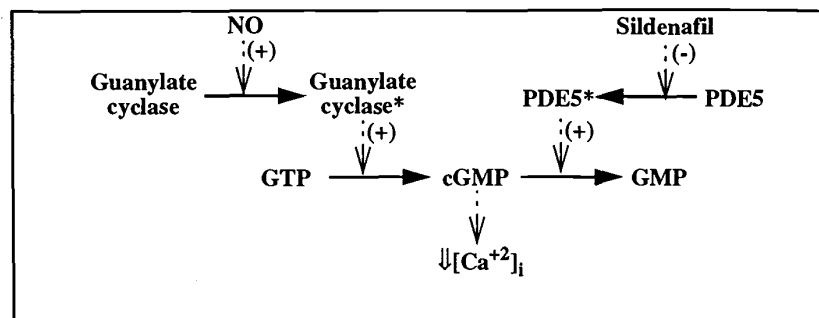 NO
Sildenafil
(+)
(-)
Guanylate
cyclase
Guanylate
cyclase*
PDE5*
PDE5
(+)
(+)
GTP
cGMP
GMP
⇓[Ca⁺²]ᵢ